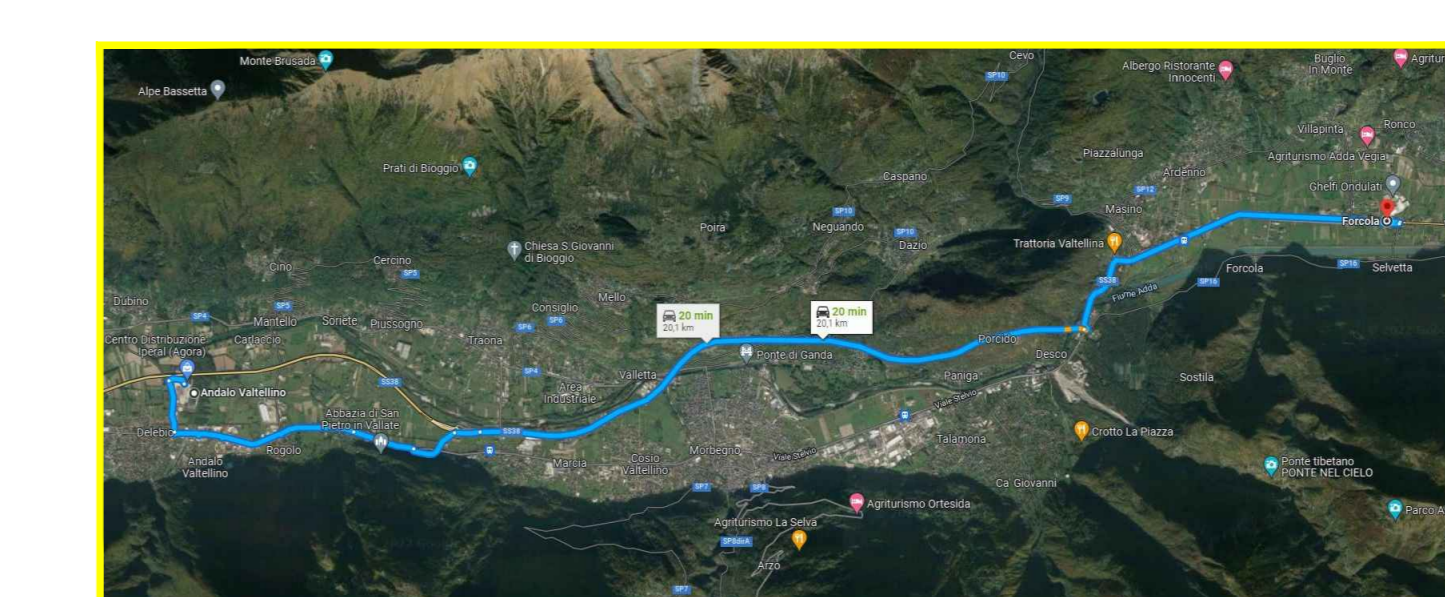 Monte Brusada
Alpe Bassetta
Cevo
SP10
Albergo Ristorante
Innocenti
Buglio
In Monte
Agritur
Prati di Bioggio
Caspano
Piazzalunga
Villapinta
Ronco
Agriturismo Adda Vegia
Ardenno
SP12
SP9
Ghelfi Ondulati
Masino
Forcola
SP10
Poira
Neguando
SP10
Dazio
Trattoria Valtellina
Chiesa S.Giovanni
di Bioggio
Cino
Cercino
SP5
Forcola
SP16
Selvetta
SS38
SP16
Fiume Adda
Dubino
SP5
Mello
Consiglio
SP4
Mantello
Soriete
Piussogno
SP6
SP6
20 min
20,1 km
20 min
20,1 km
Centro Distribuzione
Iperal (Agora)
Carlaccio
Traona
Porcido
Ponte di Ganda
Desco
SP4
Valletta
Paniga
Sostila
SS38
Area
Industriale
Andalo Valtellino
Viale Stelvio
Abbazia di San
Pietro in Vallate
Delebio
SS38
Talamona
Crotto La Piazza
Rogolo
Morbegno
Viale Stelvio
Andalo
Valtellino
Marcia
Cosio
Valtellino
Ponte tibetano
PONTE NEL CIELO
Ca' Giovanni
SP7
SP8
Agriturismo Ortesida
Parco A
Agriturismo La Selva
SP8dirA
Arzo
SP7